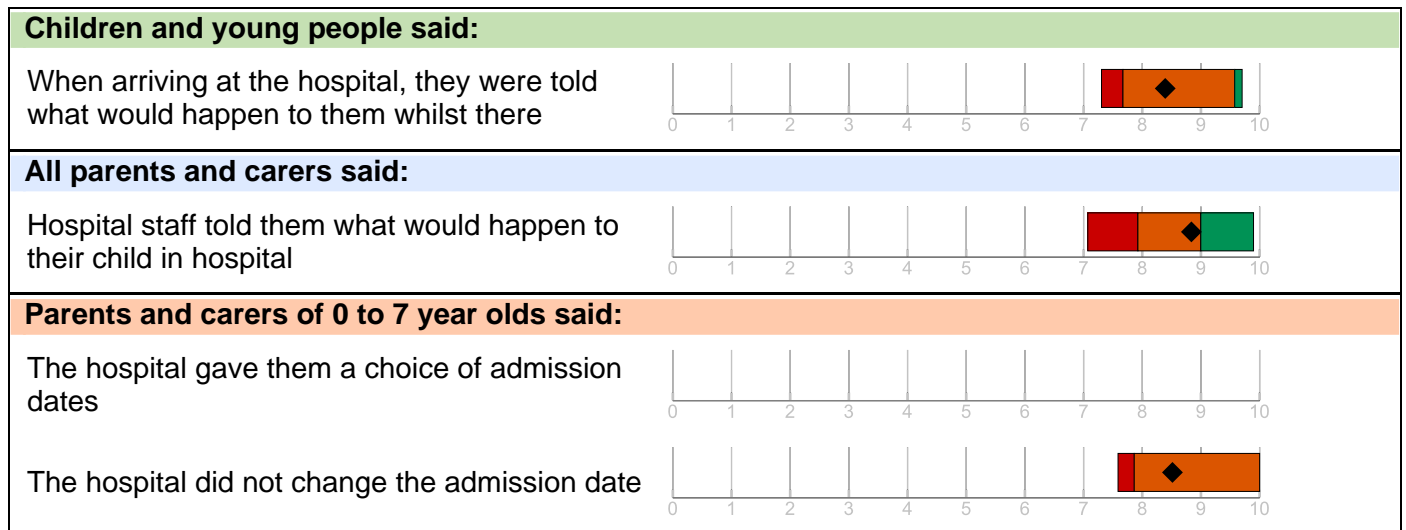 Children and young people said:
When arriving at the hospital, they were told
what would happen to them whilst there
0 1 2 3 4 5 6 7 8 9 10
All parents and carers said:
Hospital staff told them what would happen to
their child in hospital
0 1 2 3 4 5 6 7 8 9 10
Parents and carers of 0 to 7 year olds said:
The hospital gave them a choice of admission
dates
0 1 2 3 4 5 6 7 8 9 10
The hospital did not change the admission date
0 1 2 3 4 5 6 7 8 9 10